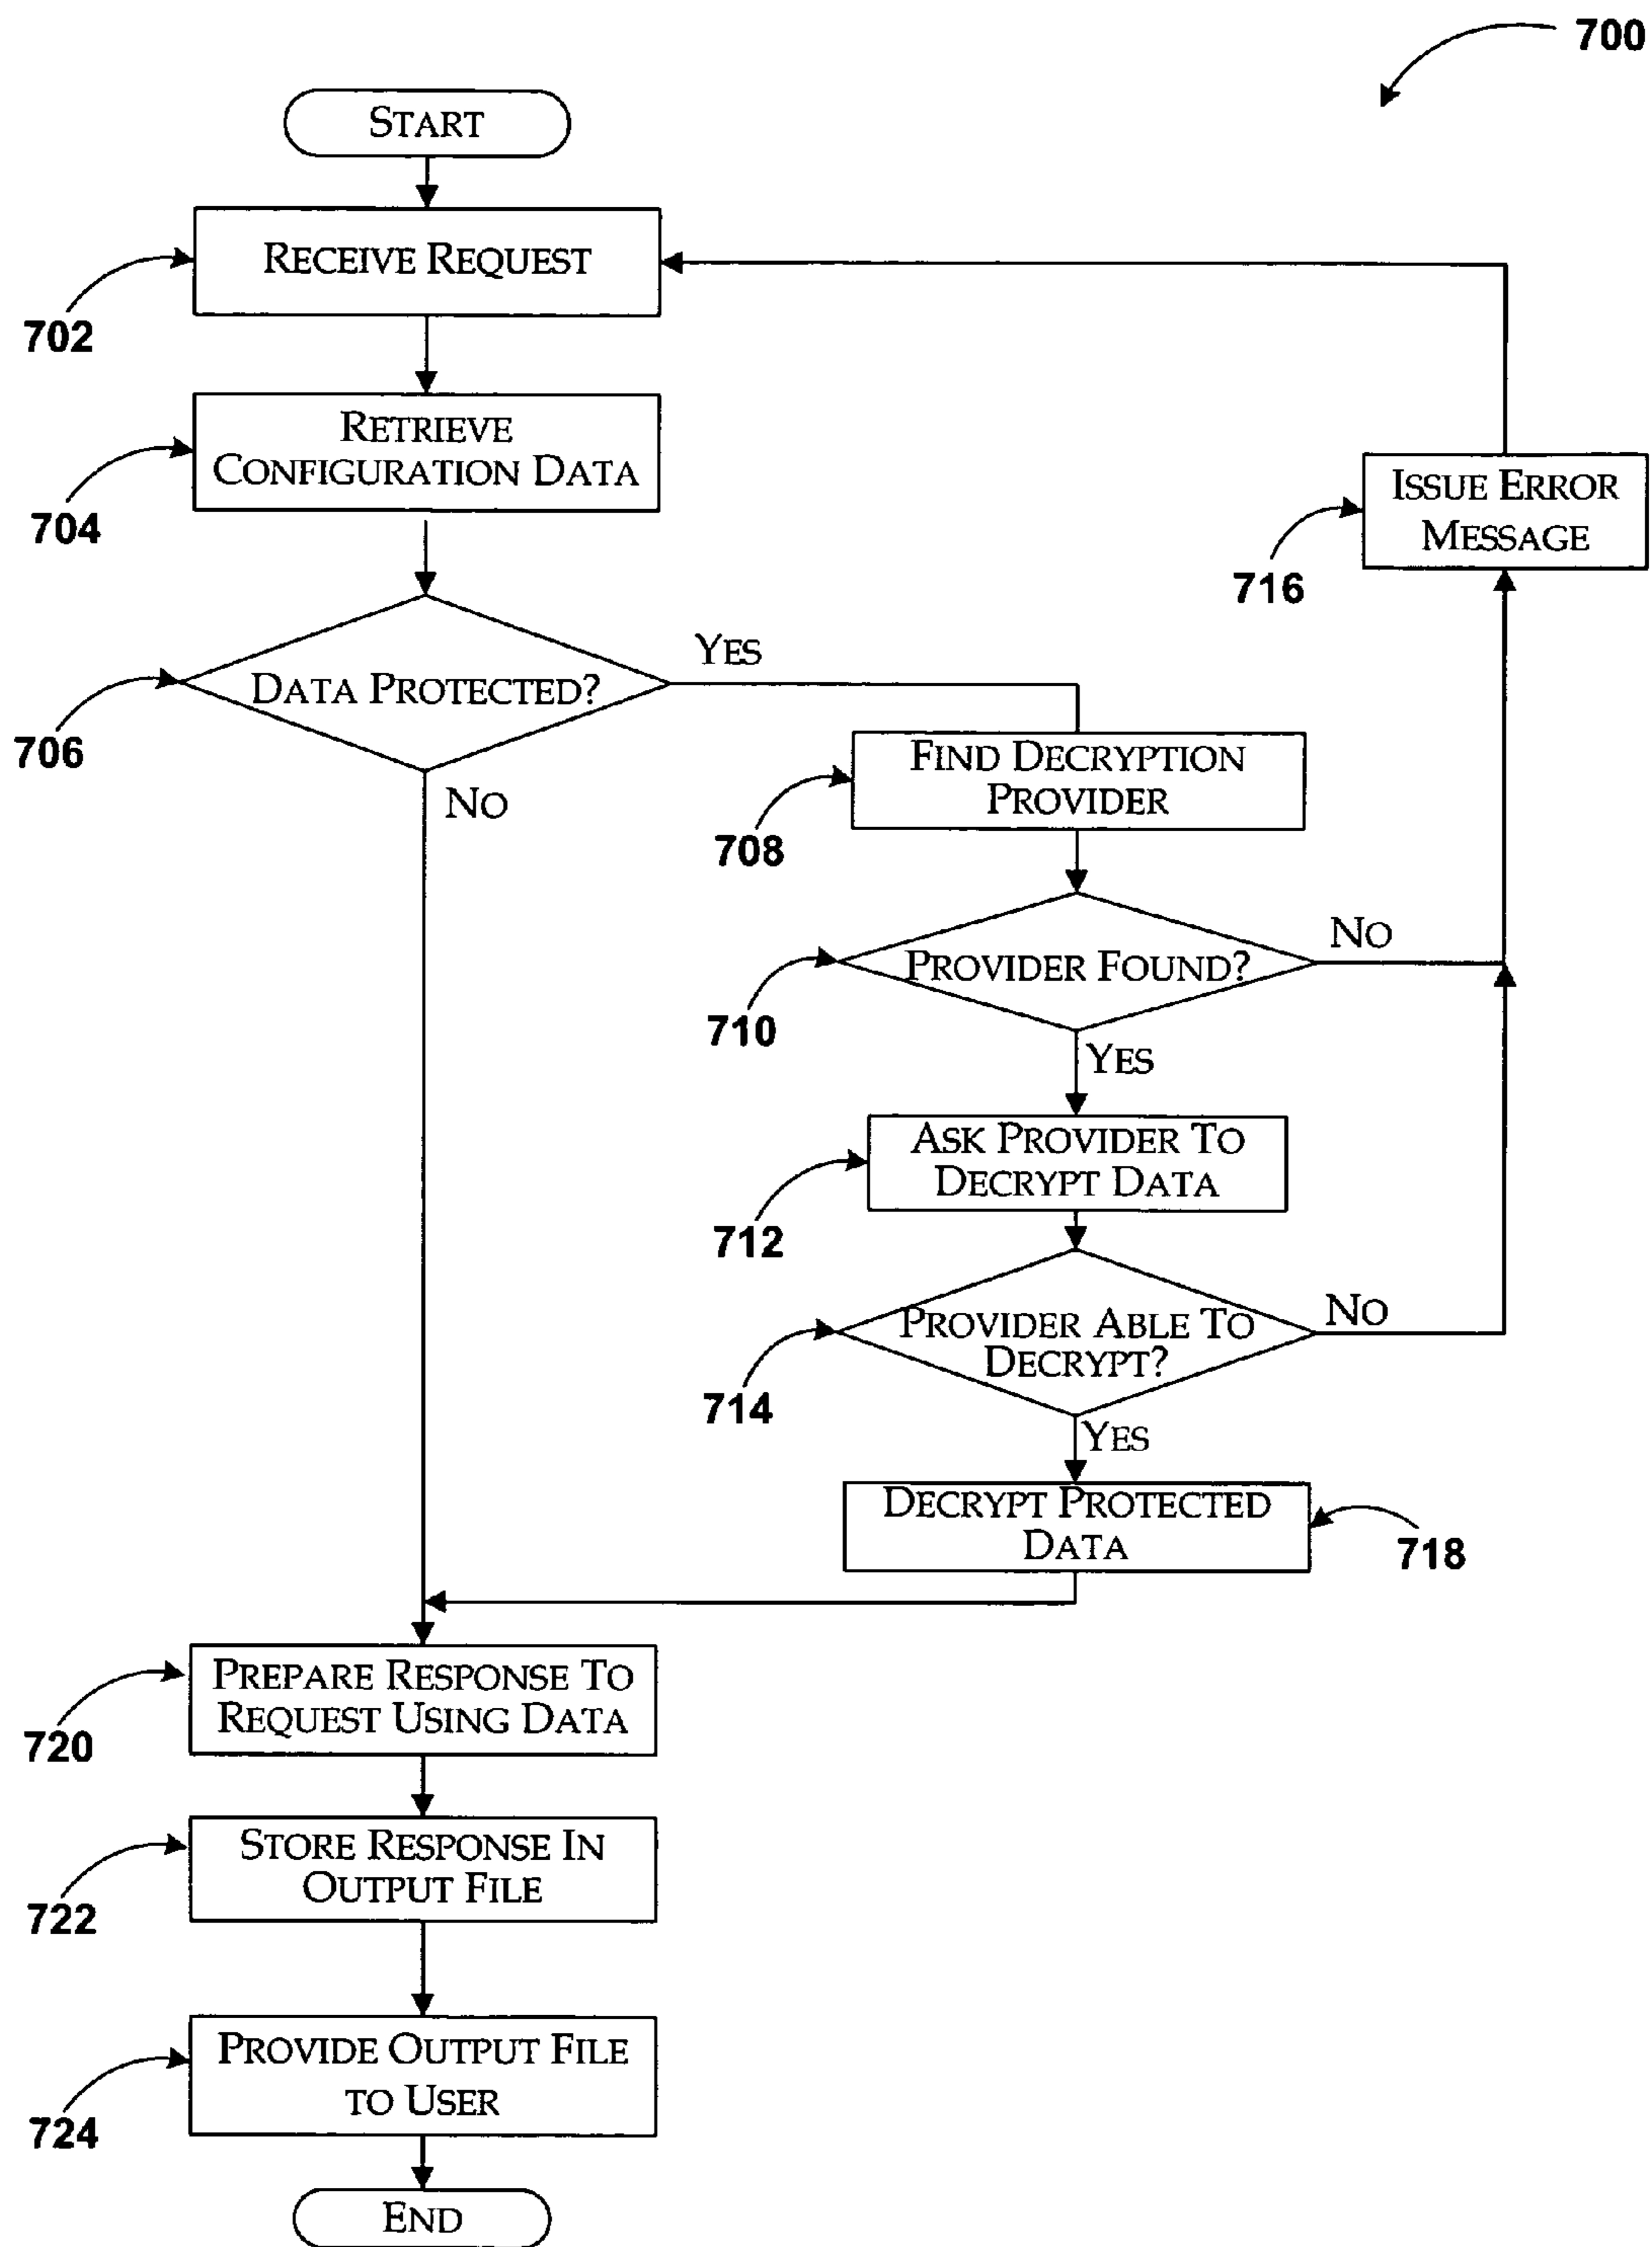 700
START
RECEIVE REQUEST
702
RETRIEVE
CONFIGURATION DATA
704
ISSUE ERROR
MESSAGE
716
DATA PROTECTED?
YES
706
NO
FIND DECRYPTION
PROVIDER
708
PROVIDER FOUND?
NO
710
YES
ASK PROVIDER TO
DECRYPT DATA
712
PROVIDER ABLE TO
DECRYPT?
NO
714
YES
DECRYPT PROTECTED
DATA
718
PREPARE RESPONSE TO
REQUEST USING DATA
720
STORE RESPONSE IN
OUTPUT FILE
722
PROVIDE OUTPUT FILE
TO USER
724
END